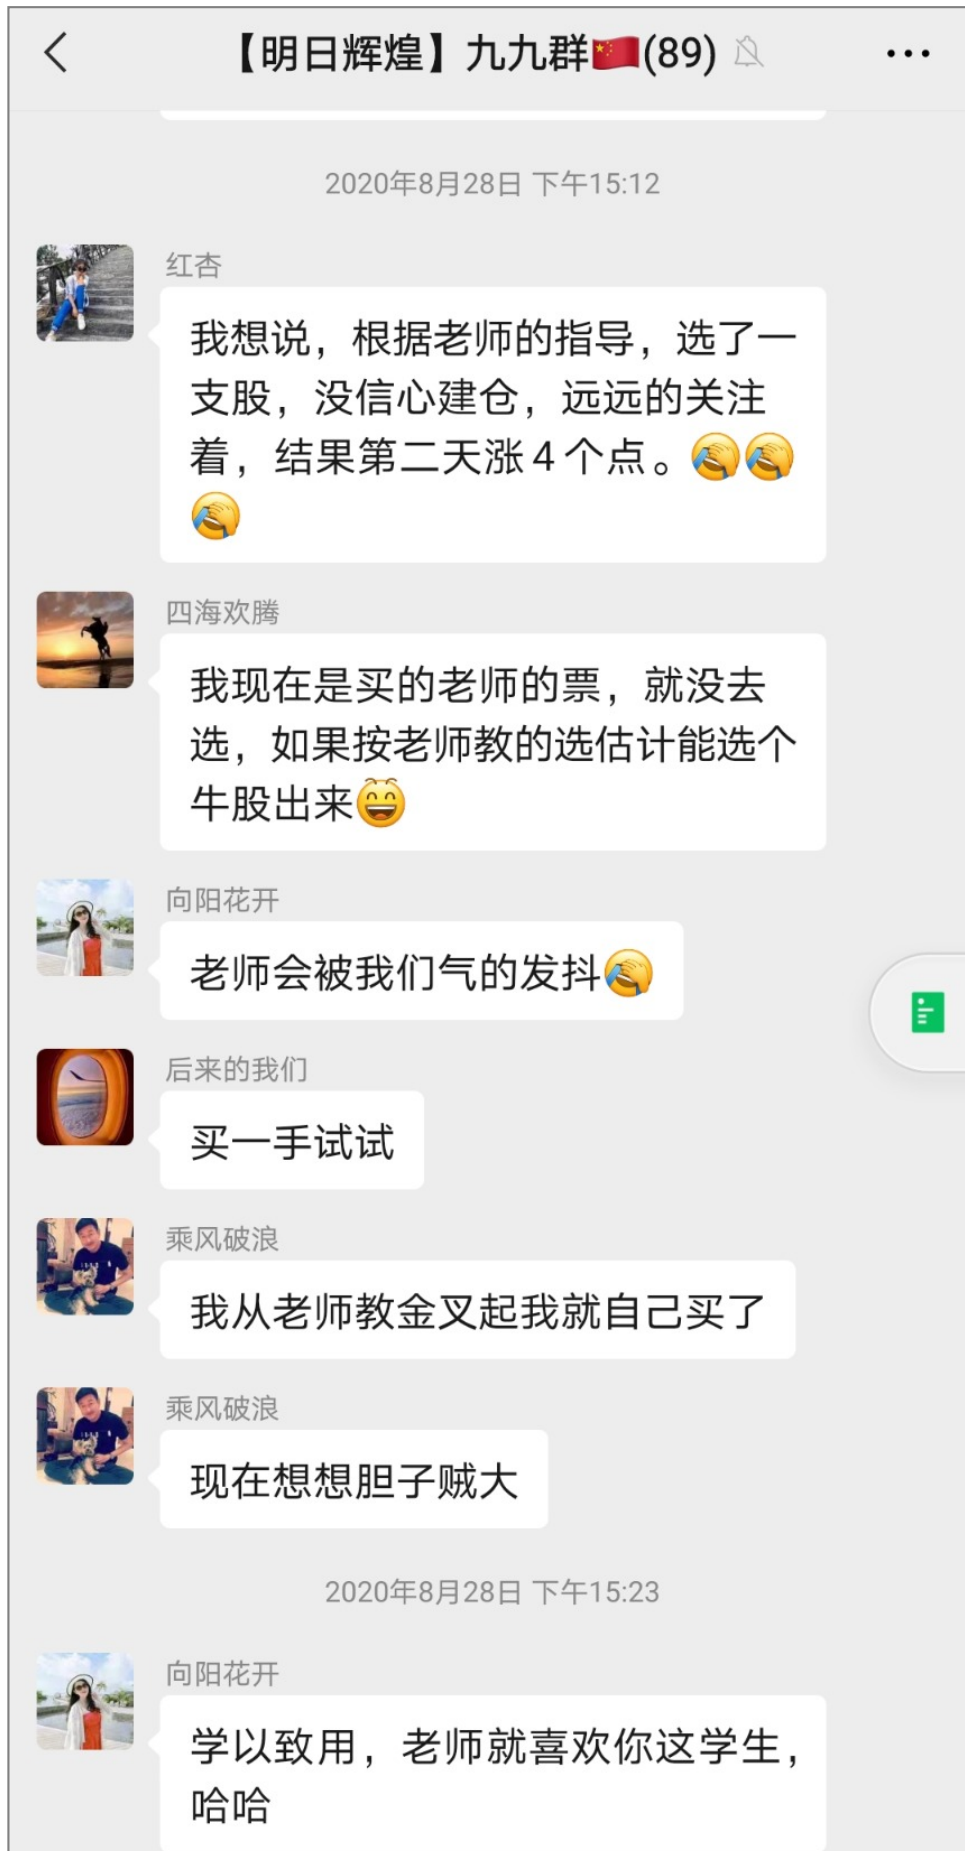 【明日辉煌】九九群🇨🇳(89)
2020年8月28日 下午15:12
红杏
我想说，根据老师的指导，选了一
支股，没信心建仓，远远的关注
着，结果第二天涨4个点。🤦🤦
🤦
四海欢腾
我现在是买的老师的票，就没去
选，如果按老师教的选估计能选个
牛股出来😄
向阳花开
老师会被我们气的发抖🤦
后来的我们
买一手试试
乘风破浪
我从老师教金叉起我就自己买了
乘风破浪
现在想想胆子贼大
2020年8月28日 下午15:23
向阳花开
学以致用，老师就喜欢你这学生，
哈哈